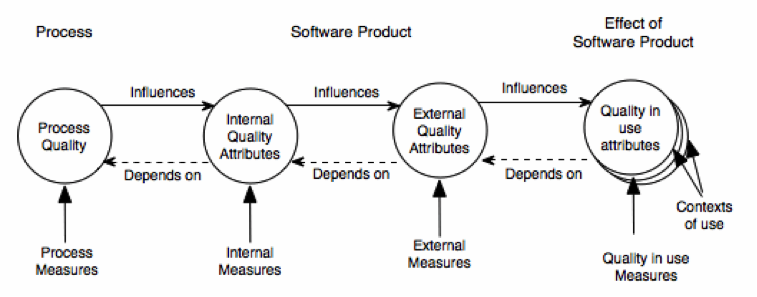 Process
Software Product
Effect of
Software Product
Influences
Influences
Influences
Process
Quality
Internal
Quality
Attributes
External
Quality
Attributes
Quality in
use
attributes
Depends on
Depends on
Depends on
Contexts
of use
Process
Measures
Internal
Measures
External
Measures
Quality in use
Measures